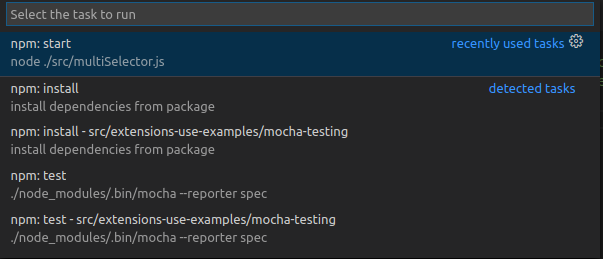 Select the task to run
npm: start recently used tasks
node ./src/multiSelector.js
npm: install detected tasks
install dependencies from package
npm: install - src/extensions-use-examples/mocha-testing
install dependencies from package
npm: test
./node_modules/.bin/mocha --reporter spec
npm: test - src/extensions-use-examples/mocha-testing
./node_modules/.bin/mocha --reporter spec